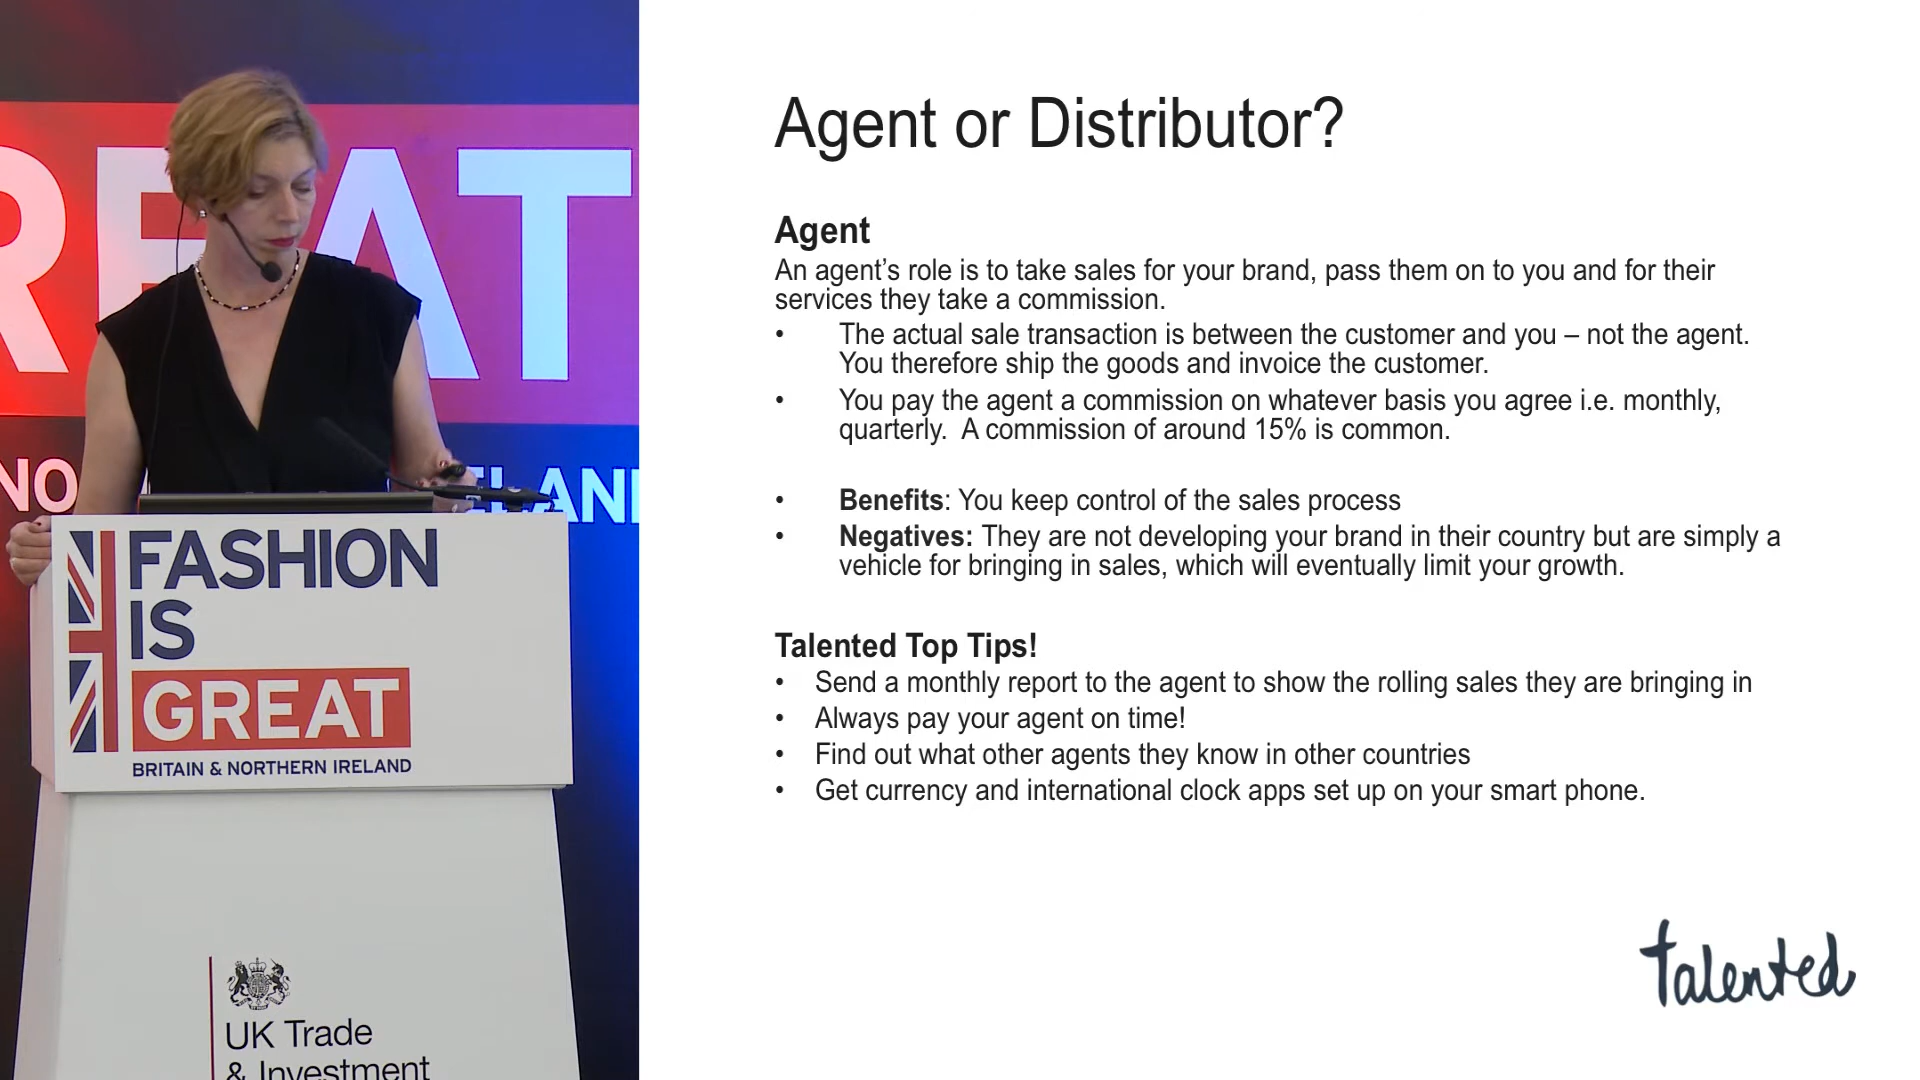 REAT
NO
ELAN
FASHION
IS
GREAT
BRITAIN & NORTHERN IRELAND
UK Trade
& Investment
Agent or Distributor?
Agent
An agent’s role is to take sales for your brand, pass them on to you and for their
services they take a commission.
• The actual sale transaction is between the customer and you – not the agent.
You therefore ship the goods and invoice the customer.
• You pay the agent a commission on whatever basis you agree i.e. monthly,
quarterly. A commission of around 15% is common.
• Benefits: You keep control of the sales process
• Negatives: They are not developing your brand in their country but are simply a
vehicle for bringing in sales, which will eventually limit your growth.
Talented Top Tips!
• Send a monthly report to the agent to show the rolling sales they are bringing in
• Always pay your agent on time!
• Find out what other agents they know in other countries
• Get currency and international clock apps set up on your smart phone.
talented